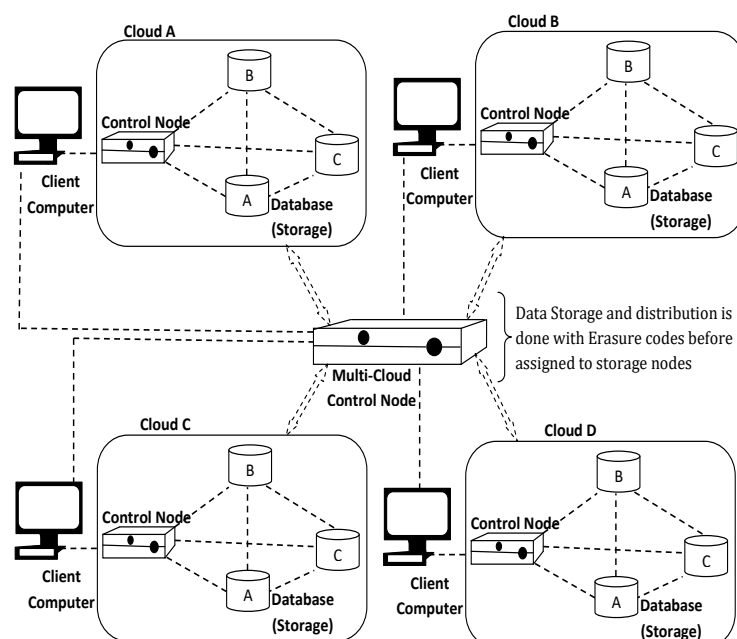 Cloud A
B
Control Node
C
A
Client
Computer
Database
(Storage)
Cloud B
B
Control Node
C
A
Client
Computer
Database
(Storage)
Data Storage and distribution is
done with Erasure codes before
assigned to storage nodes
Multi-Cloud
Control Node
Cloud C
B
Control Node
C
A
Client
Computer
Database
(Storage)
Cloud D
B
Control Node
C
A
Client
Computer
Database
(Storage)